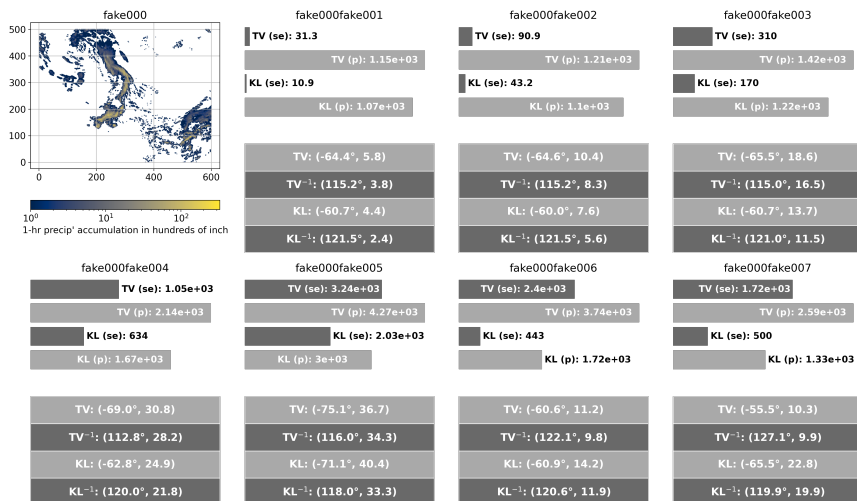 fake000
500
400
300
200
100
0
0 200 400 600
10⁰ 10¹ 10²
1-hr precip' accumulation in hundreds of inch
fake000fake001
TV (se): 31.3
TV (p): 1.15e+03
KL (se): 10.9
KL (p): 1.07e+03
TV: (-64.4°, 5.8)
TV⁻¹: (115.2°, 3.8)
KL: (-60.7°, 4.4)
KL⁻¹: (121.5°, 2.4)
fake000fake002
TV (se): 90.9
TV (p): 1.21e+03
KL (se): 43.2
KL (p): 1.1e+03
TV: (-64.6°, 10.4)
TV⁻¹: (115.2°, 8.3)
KL: (-60.0°, 7.6)
KL⁻¹: (121.5°, 5.6)
fake000fake003
TV (se): 310
TV (p): 1.42e+03
KL (se): 170
KL (p): 1.22e+03
TV: (-65.5°, 18.6)
TV⁻¹: (115.0°, 16.5)
KL: (-60.7°, 13.7)
KL⁻¹: (121.0°, 11.5)
fake000fake004
TV (se): 1.05e+03
TV (p): 2.14e+03
KL (se): 634
KL (p): 1.67e+03
TV: (-69.0°, 30.8)
TV⁻¹: (112.8°, 28.2)
KL: (-62.8°, 24.9)
KL⁻¹: (120.0°, 21.8)
fake000fake005
TV (se): 3.24e+03
TV (p): 4.27e+03
KL (se): 2.03e+03
KL (p): 3e+03
TV: (-75.1°, 36.7)
TV⁻¹: (116.0°, 34.3)
KL: (-71.1°, 40.4)
KL⁻¹: (118.0°, 33.3)
fake000fake006
TV (se): 2.4e+03
TV (p): 3.74e+03
KL (se): 443
KL (p): 1.72e+03
TV: (-60.6°, 11.2)
TV⁻¹: (122.1°, 9.8)
KL: (-60.9°, 14.2)
KL⁻¹: (120.6°, 11.9)
fake000fake007
TV (se): 1.72e+03
TV (p): 2.59e+03
KL (se): 500
KL (p): 1.33e+03
TV: (-55.5°, 10.3)
TV⁻¹: (127.1°, 9.9)
KL: (-65.5°, 22.8)
KL⁻¹: (119.9°, 19.9)